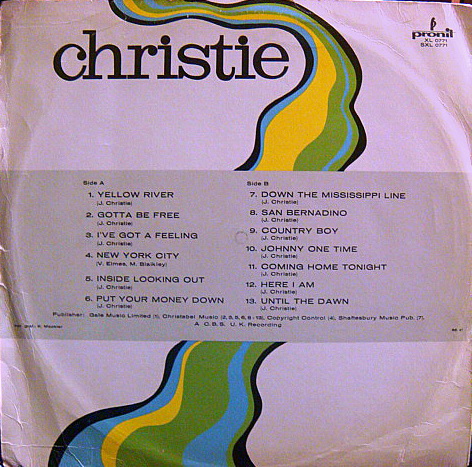 christie
pronit
XL 0771
SXL 0771
Side A
1. YELLOW RIVER
(J. Christie)
2. GOTTA BE FREE
(J. Christie)
3. I'VE GOT A FEELING
(J. Christie)
4. NEW YORK CITY
(V. Elmes, M. Blaikley)
5. INSIDE LOOKING OUT
(J. Christie)
6. PUT YOUR MONEY DOWN
(J. Christie)
Side B
7. DOWN THE MISSISSIPPI LINE
(J. Christie)
8. SAN BERNADINO
(J. Christie)
9. COUNTRY BOY
(J. Christie)
10. JOHNNY ONE TIME
(J. Christie)
11. COMING HOME TONIGHT
(J. Christie)
12. HERE I AM
(J. Christie)
13. UNTIL THE DAWN
(J. Christie)
Publisher: Gale Music Limited (1), Christabel Music (2, 3, 5, 6, 8-13), Copyright Control (4), Shaftesbury Music Pub. (7).
A C.B.S. U.K. Recording